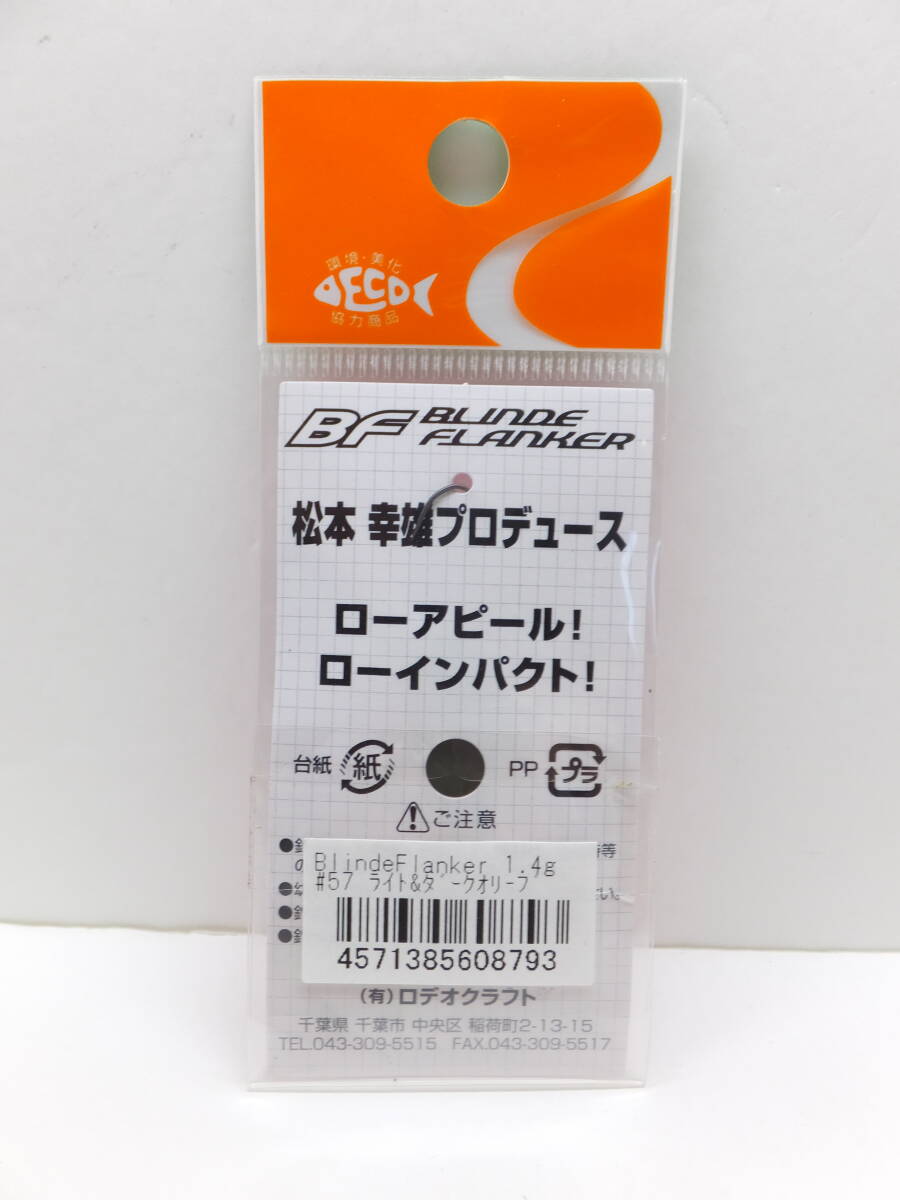 環境・美化
ECO
協力商品
BF BLINDE
FLANKER
松本 幸雄プロデュース
ローアピール!
ローインパクト!
台紙 紙 PP プラ
ご注意
BlindeFlanker 1.4g
#57 ライト&ダークオリーブ
4571385608793
(有)ロデオクラフト
千葉県 千葉市 中央区 稲荷町2-13-15
TEL.043-309-5515 FAX.043-309-5517